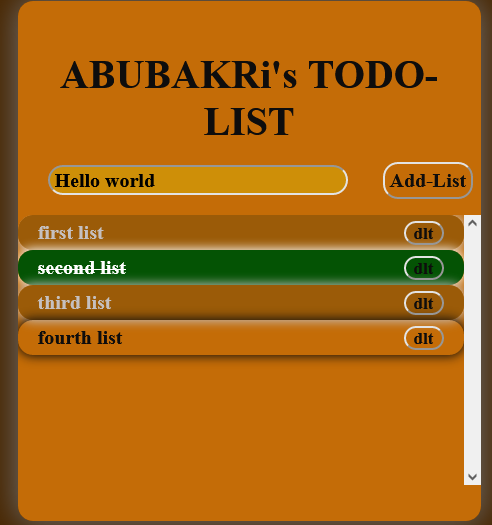 ABUBAKRi's TODO-
LIST
Hello world Add-List
first list dlt
second list dlt
third list dlt
fourth list dlt